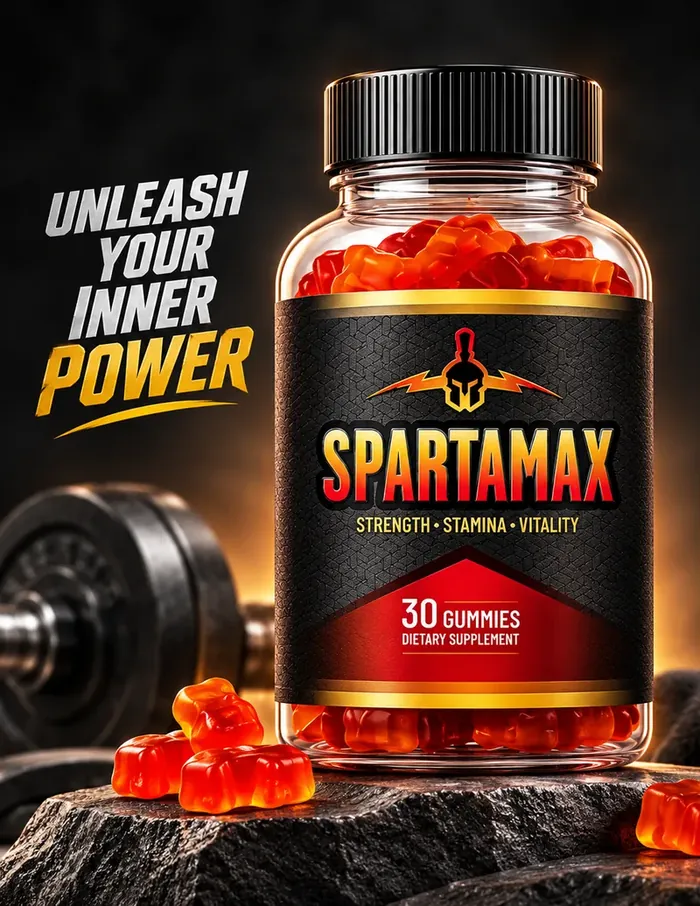 UNLEASH
YOUR
INNER
POWER
SPARTAMAX
STRENGTH • STAMINA • VITALITY
30 GUMMIES
DIETARY SUPPLEMENT